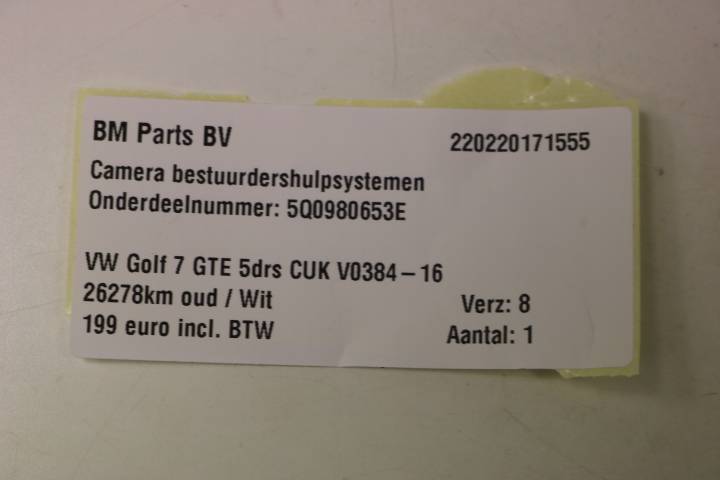 BM Parts BV 220220171555
Camera bestuurdershulpsystemen
Onderdeelnummer: 5Q0980653E
VW Golf 7 GTE 5drs CUK V0384-16
26278km oud / Wit Verz: 8
199 euro incl. BTW Aantal: 1